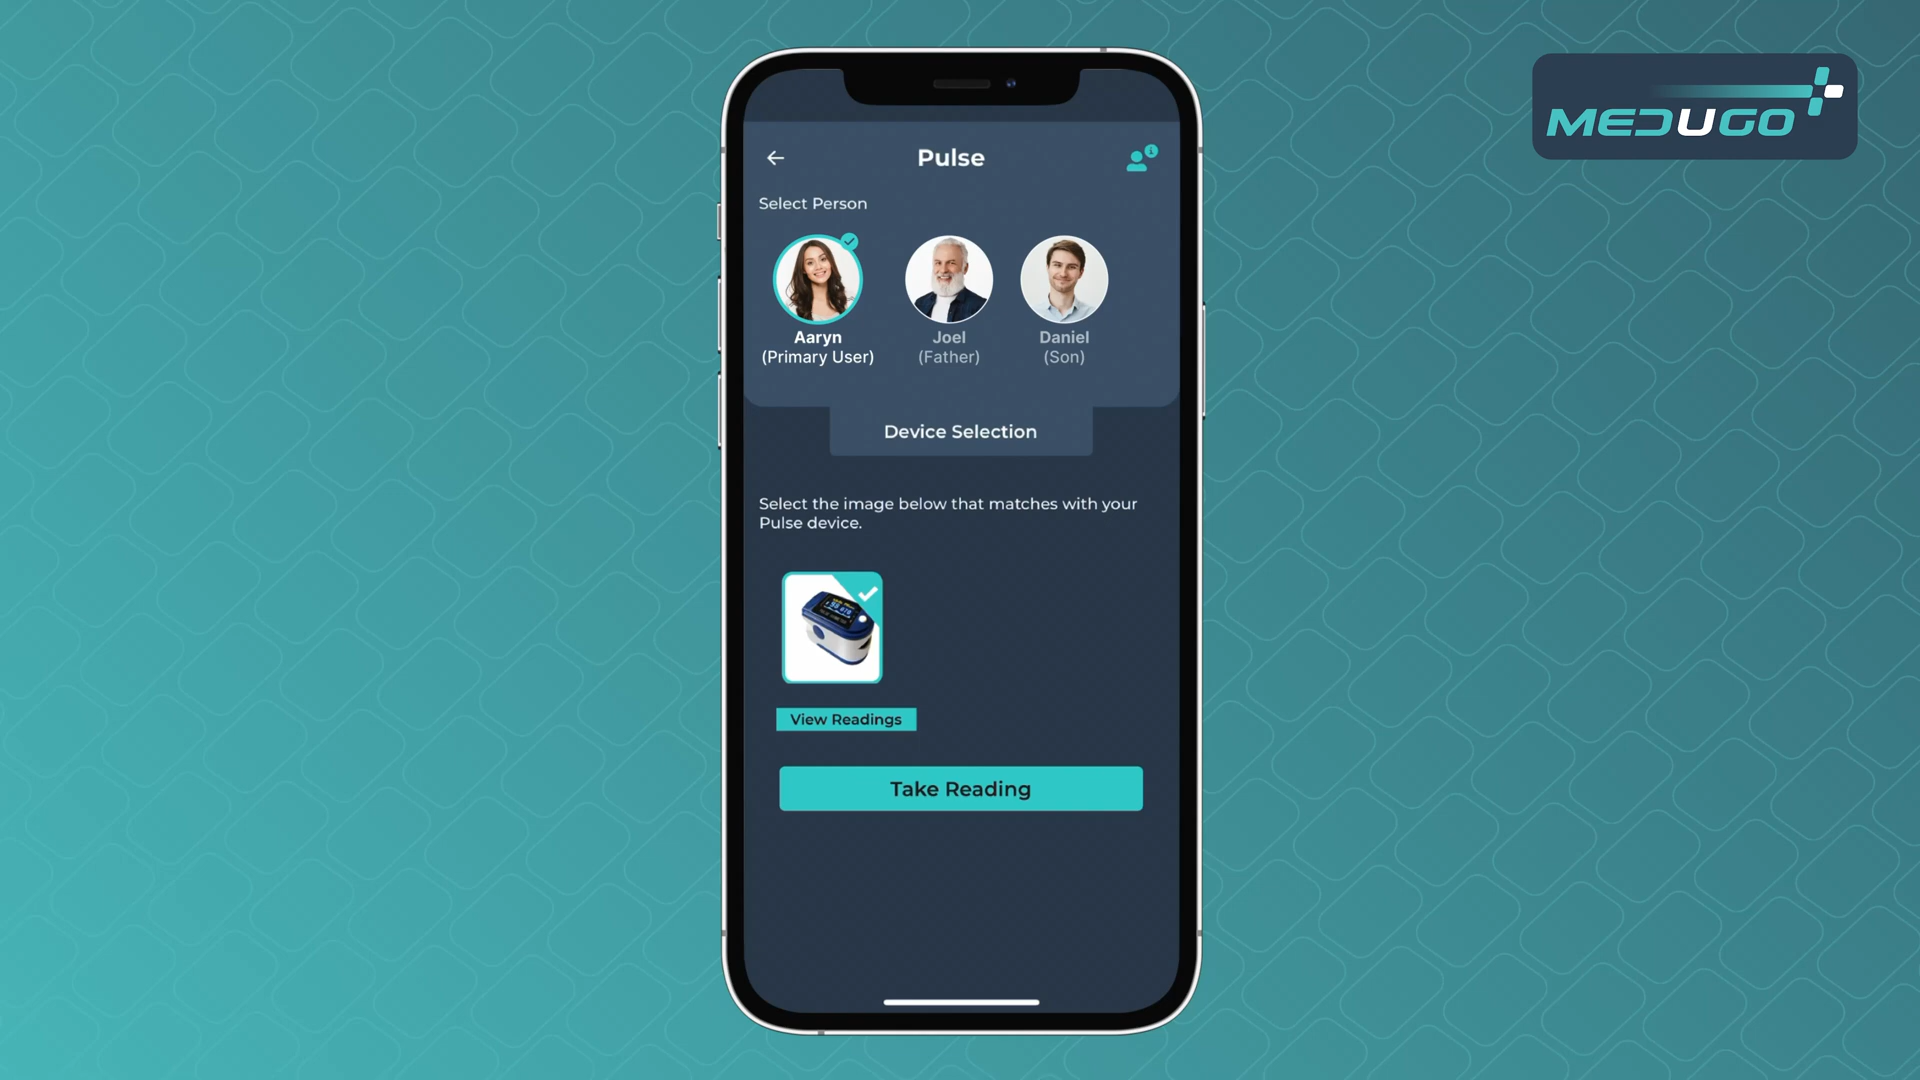 MEDUGO
Pulse
Select Person
Aaryn
(Primary User)
Joel
(Father)
Daniel
(Son)
Device Selection
Select the image below that matches with your
Pulse device.
View Readings
Take Reading